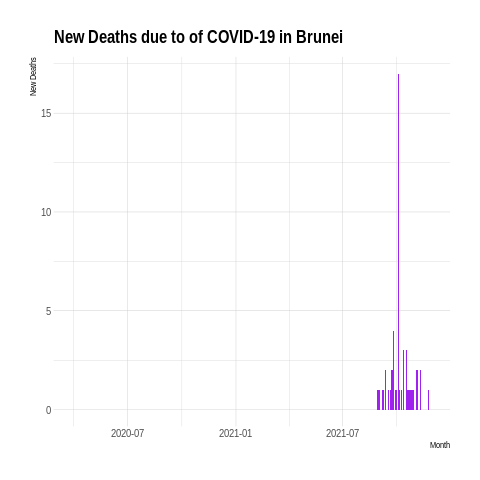 New Deaths due to of COVID-19 in Brunei
New Deaths
15
10
5
0
2020-07
2021-01
2021-07
Month